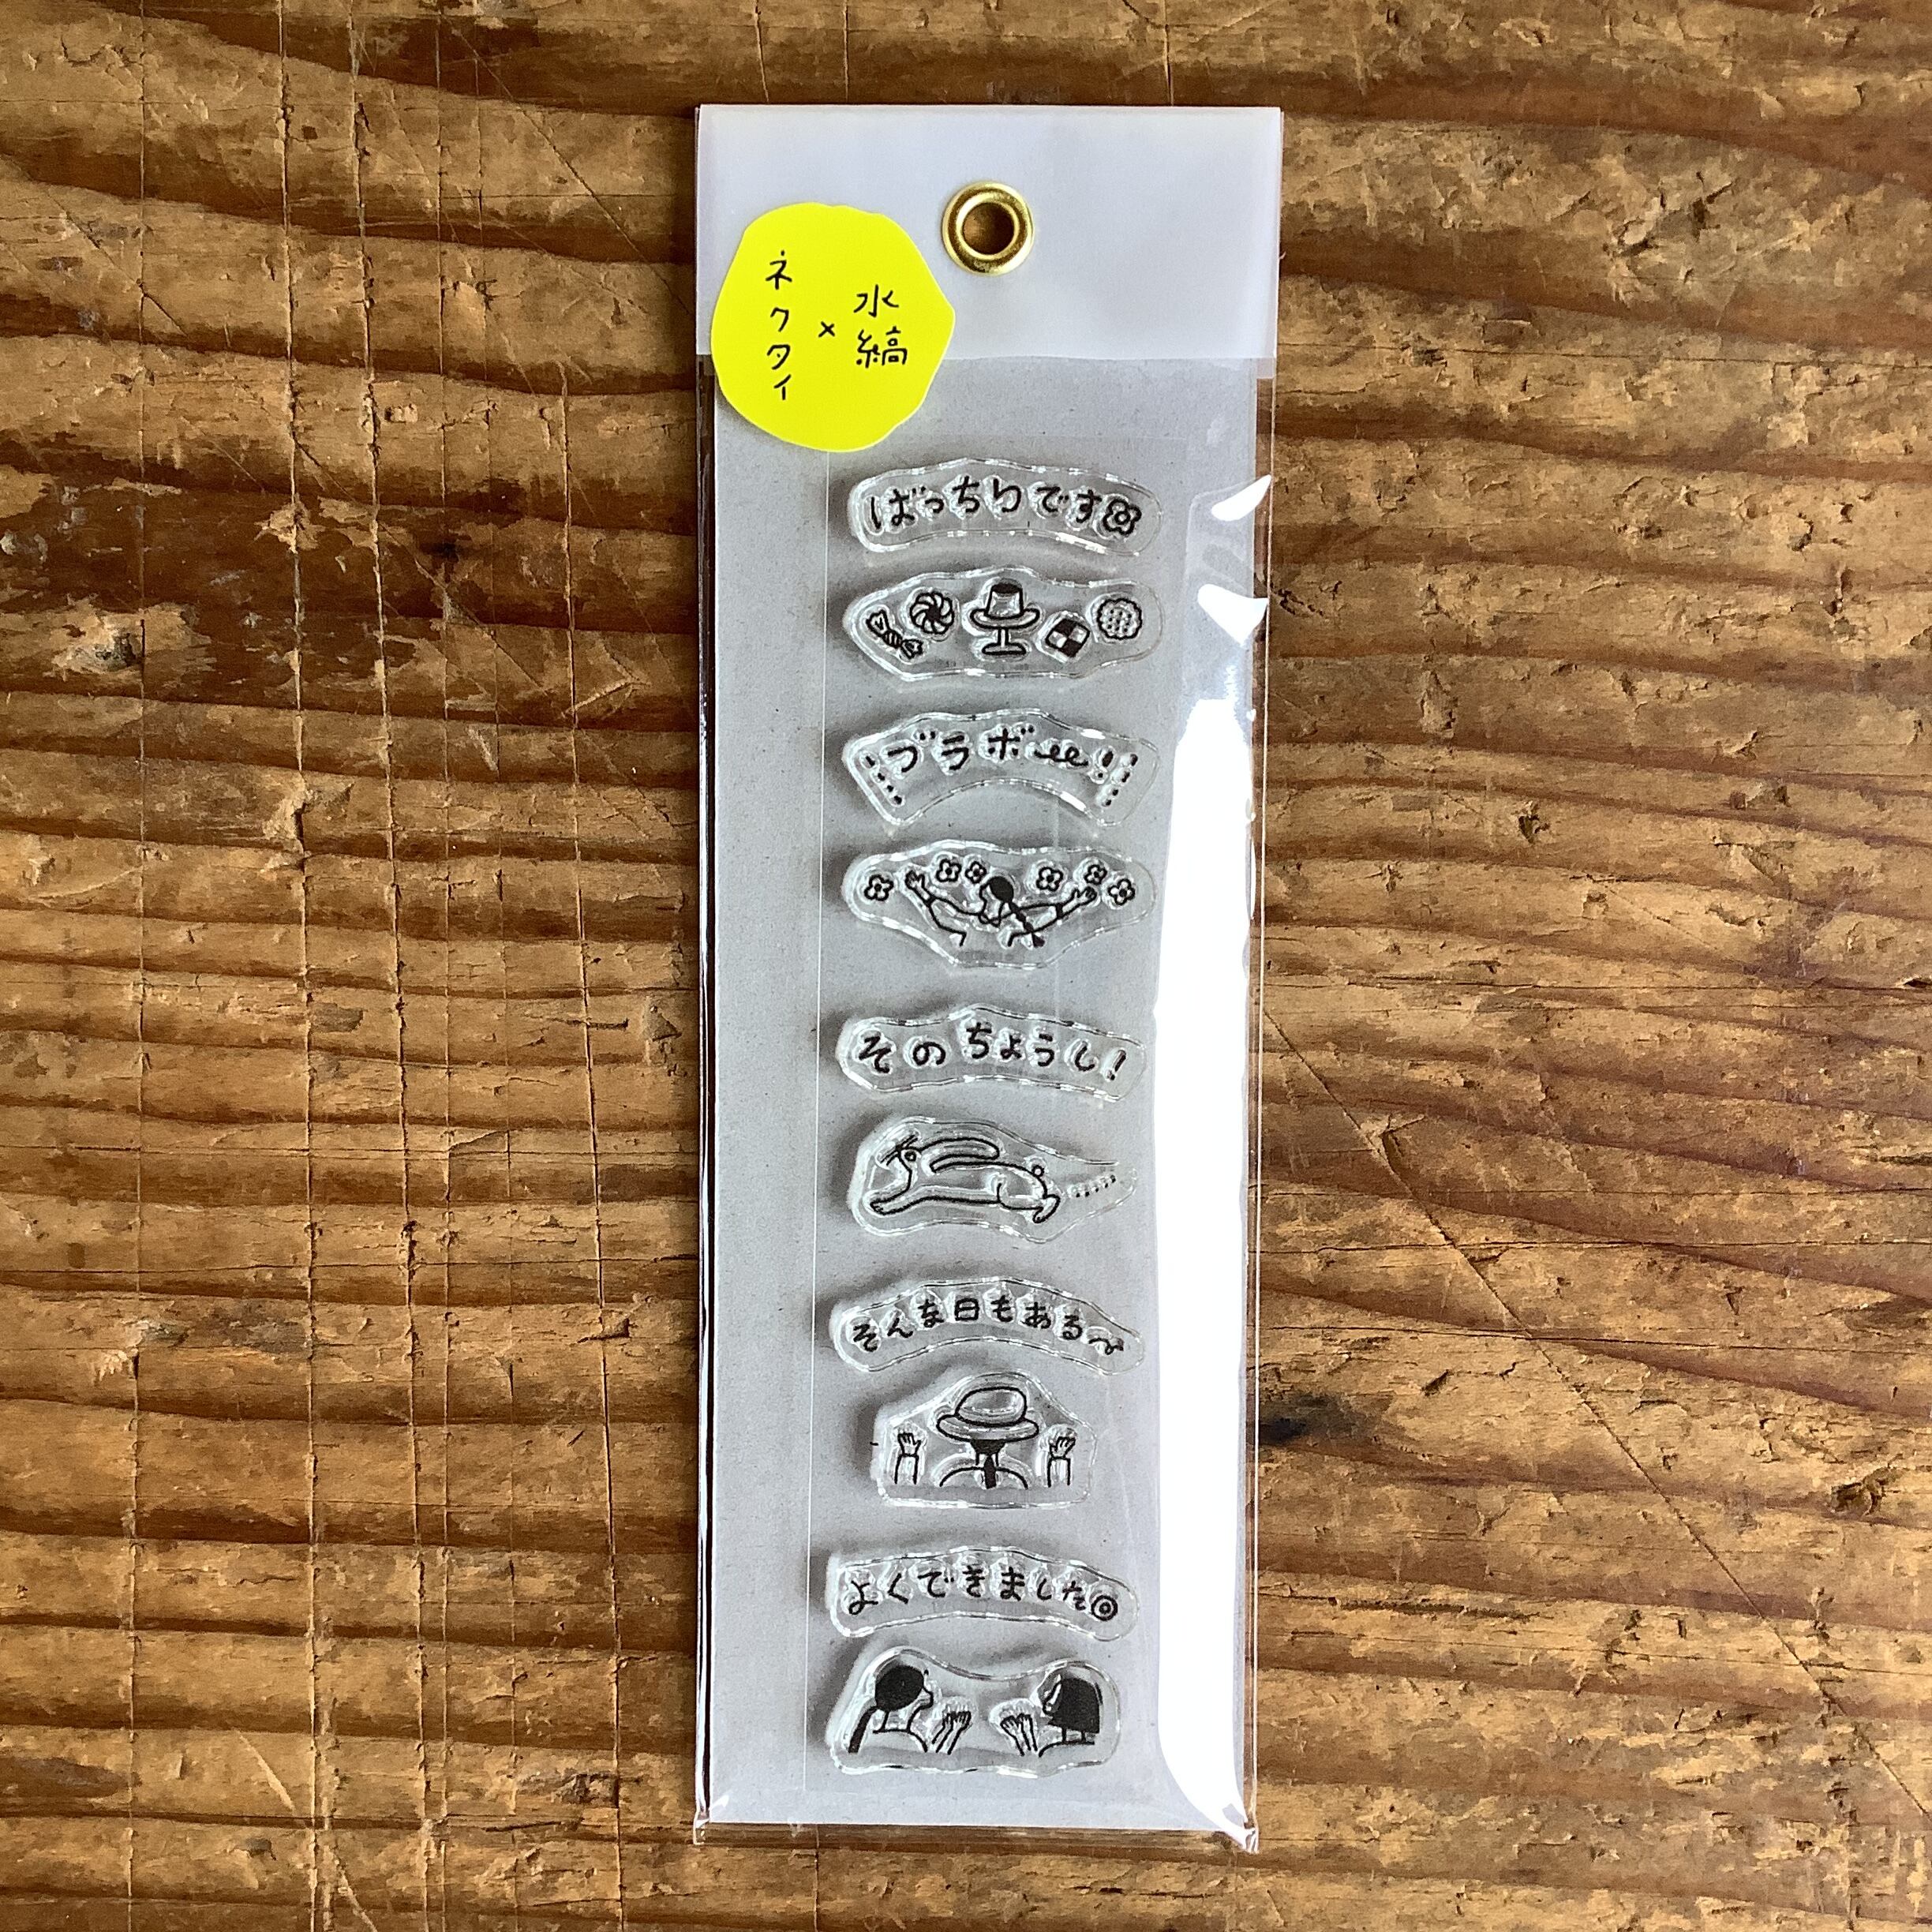 水縞
×
ネクタイ
ばっちりです
ブラボー!
そのちょうし!
そんな日もある〜
よくできました◎